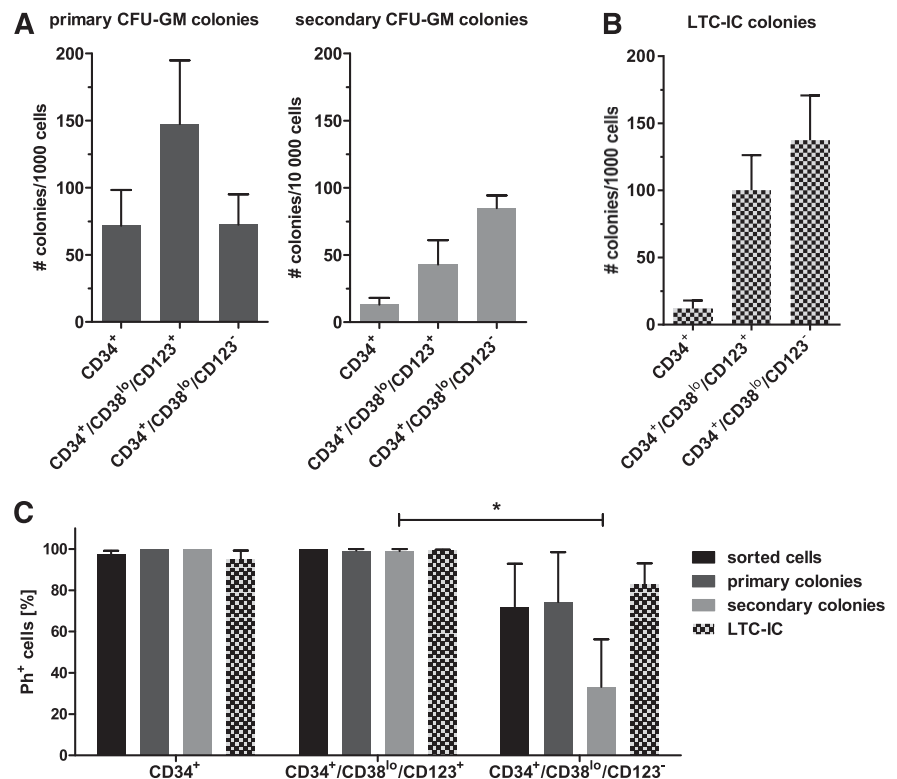 A primary CFU-GM colonies
# colonies/1000 cells
200
150
100
50
0
CD34⁺
CD34⁺/CD38ˡᵒ/CD123⁺
CD34⁺/CD38ˡᵒ/CD123⁻
secondary CFU-GM colonies
# colonies/10 000 cells
200
150
100
50
0
CD34⁺
CD34⁺/CD38ˡᵒ/CD123⁺
CD34⁺/CD38ˡᵒ/CD123⁻
B LTC-IC colonies
# colonies/1000 cells
200
150
100
50
0
CD34⁺
CD34⁺/CD38ˡᵒ/CD123⁺
CD34⁺/CD38ˡᵒ/CD123⁻
C
*
Ph⁺ cells [%]
100
80
60
40
20
0
CD34⁺
CD34⁺/CD38ˡᵒ/CD123⁺
CD34⁺/CD38ˡᵒ/CD123⁻
sorted cells
primary colonies
secondary colonies
LTC-IC